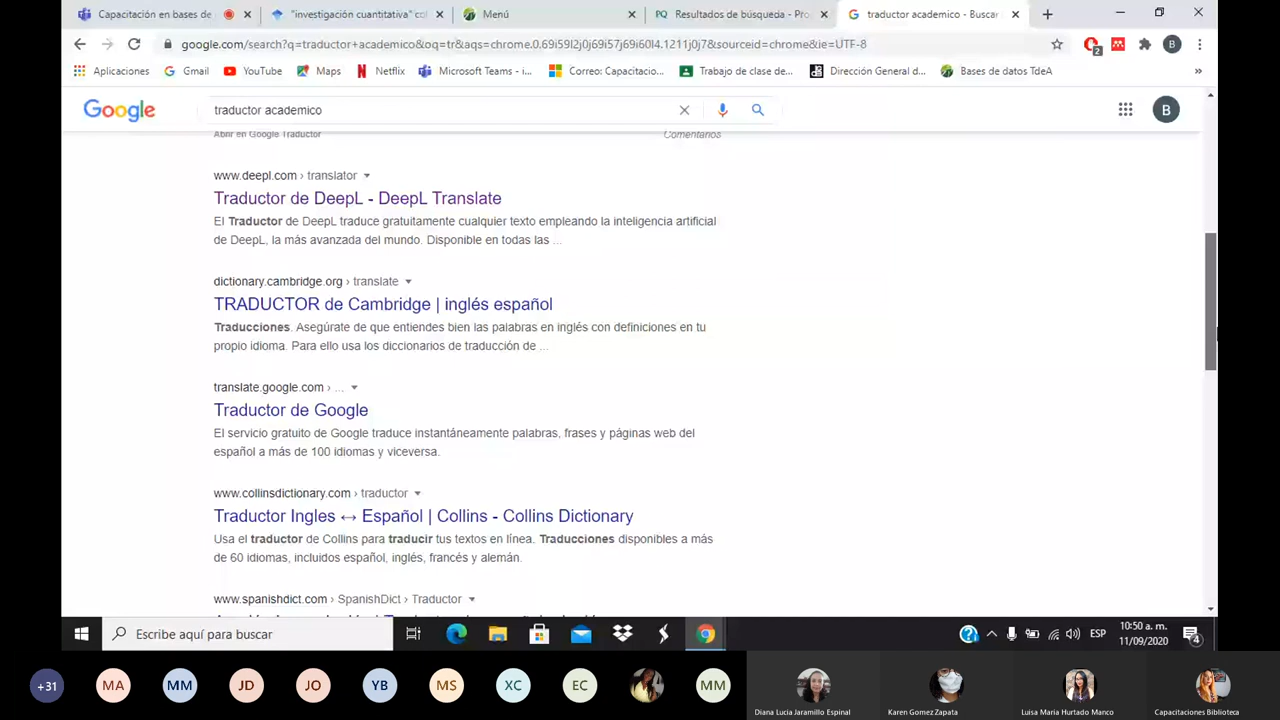 Capacitación en bases de
"investigación cuantitativa" col
Menú
Resultados de búsqueda - Pro
traductor academico - Buscar
google.com/search?q=traductor+academico&oq=tr&aqs=chrome.0.69i59l2j0j69i57j69i60l4.1211j0j7&sourceid=chrome&ie=UTF-8
B
Aplicaciones
Gmail
YouTube
Maps
Netflix
Microsoft Teams - i...
Correo: Capacitacio...
Trabajo de clase de...
Dirección General d...
Bases de datos TdeA
»
Google
traductor academico
B
Abrir en Google Traductor
Comentarios
www.deepl.com › translator
Traductor de DeepL - DeepL Translate
El Traductor de DeepL traduce gratuitamente cualquier texto empleando la inteligencia artificial
de DeepL, la más avanzada del mundo. Disponible en todas las ...
dictionary.cambridge.org › translate
TRADUCTOR de Cambridge | inglés español
Traducciones. Asegúrate de que entiendes bien las palabras en inglés con definiciones en tu
propio idioma. Para ello usa los diccionarios de traducción de ...
translate.google.com › ...
Traductor de Google
El servicio gratuito de Google traduce instantáneamente palabras, frases y páginas web del
español a más de 100 idiomas y viceversa.
www.collinsdictionary.com › traductor
Traductor Ingles ↔ Español | Collins - Collins Dictionary
Usa el traductor de Collins para traducir tus textos en línea. Traducciones disponibles a más
de 60 idiomas, incluidos español, inglés, francés y alemán.
www.spanishdict.com › SpanishDict › Traductor
Escribe aquí para buscar
ESP
10:50 a. m.
11/09/2020
4
+31
MA
MM
JD
JO
YB
MS
XC
EC
MM
Diana Lucia Jaramillo Espinal
Karen Gomez Zapata
Luisa Maria Hurtado Manco
Capacitaciones Biblioteca